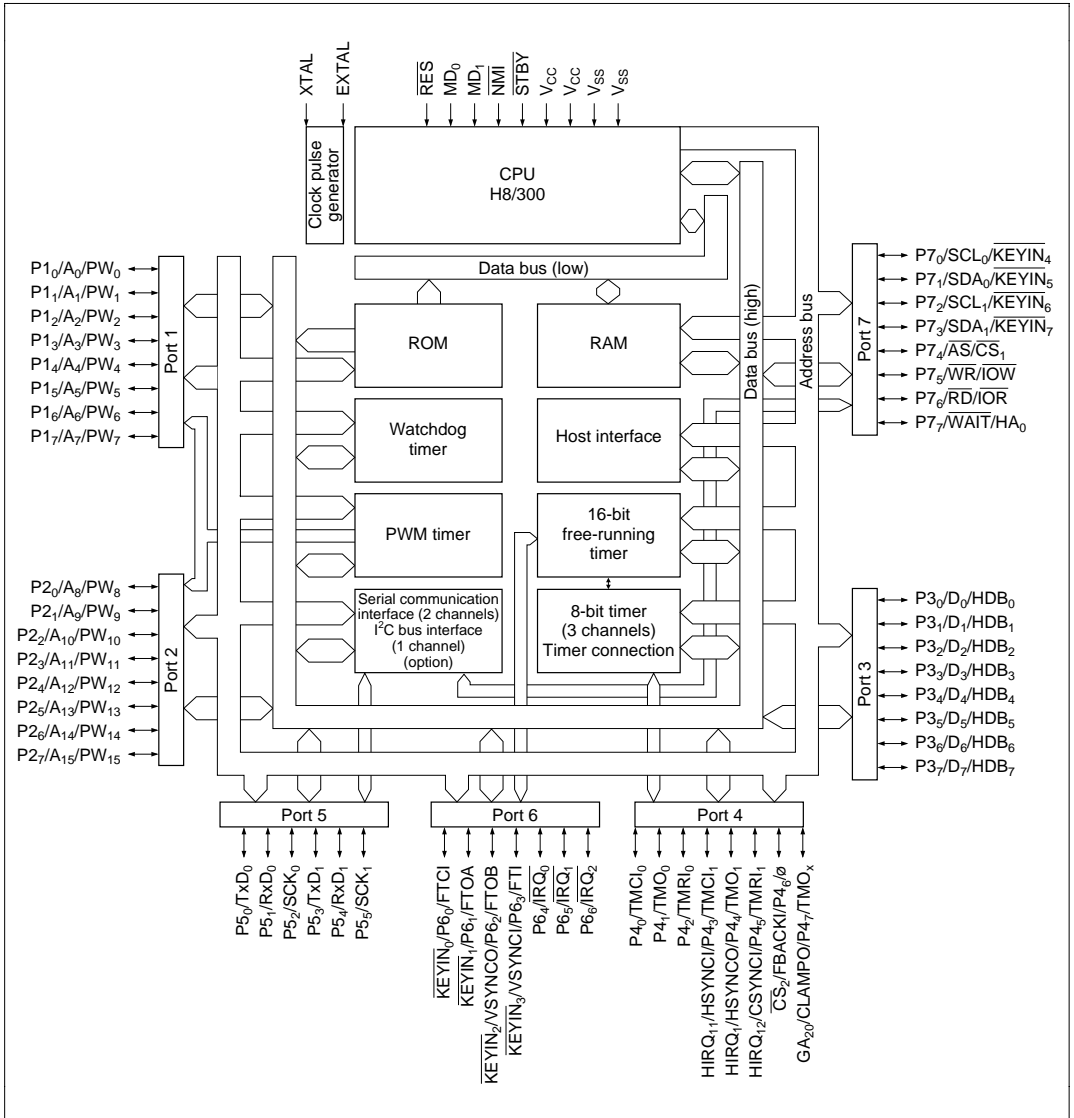 XTAL
EXTAL
RES
MD0
MD1
NMI
STBY
VCC
VCC
VSS
VSS
Clock pulse
generator
CPU
H8/300
Data bus (low)
Data bus (high)
Address bus
P10/A0/PW0
P11/A1/PW1
P12/A2/PW2
P13/A3/PW3
P14/A4/PW4
P15/A5/PW5
P16/A6/PW6
P17/A7/PW7
Port 1
ROM
RAM
Watchdog
timer
Host interface
PWM timer
16-bit
free-running
timer
Serial communication
interface (2 channels)
I2C bus interface
(1 channel)
(option)
8-bit timer
(3 channels)
Timer connection
Port 7
P70/SCL0/KEYIN4
P71/SDA0/KEYIN5
P72/SCL1/KEYIN6
P73/SDA1/KEYIN7
P74/AS/CS1
P75/WR/IOW
P76/RD/IOR
P77/WAIT/HA0
P20/A8/PW8
P21/A9/PW9
P22/A10/PW10
P23/A11/PW11
P24/A12/PW12
P25/A13/PW13
P26/A14/PW14
P27/A15/PW15
Port 2
Port 3
P30/D0/HDB0
P31/D1/HDB1
P32/D2/HDB2
P33/D3/HDB3
P34/D4/HDB4
P35/D5/HDB5
P36/D6/HDB6
P37/D7/HDB7
Port 5
Port 6
Port 4
P50/TxD0
P51/RxD0
P52/SCK0
P53/TxD1
P54/RxD1
P55/SCK1
KEYIN0/P60/FTCI
KEYIN1/P61/FTOA
KEYIN2/VSYNCO/P62/FTOB
KEYIN3/VSYNCI/P63/FTI
P64/IRQ0
P65/IRQ1
P66/IRQ2
P40/TMCI0
P41/TMO0
P42/TMRI0
HIRQ11/HSYNCI/P43/TMCI1
HIRQ1/HSYNCO/P44/TMO1
HIRQ12/CSYNCI/P45/TMRI1
CS2/FBACKI/P46/ø
GA20/CLAMPO/P47/TMOx